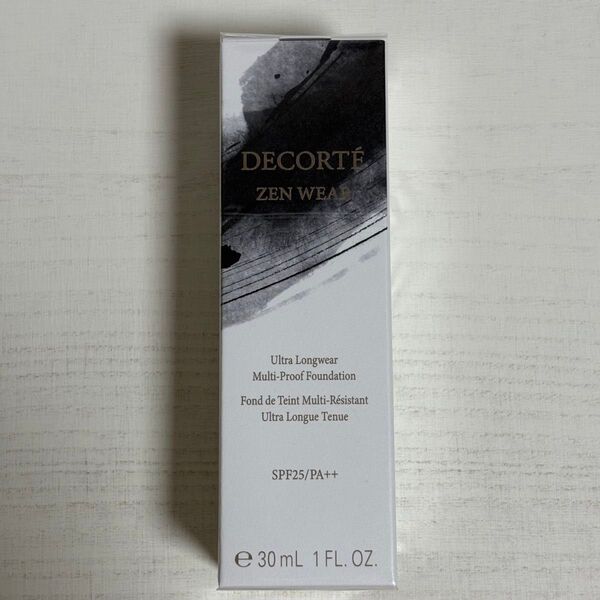 DECORTÉ
ZEN WEAR
Ultra Longwear
Multi-Proof Foundation
Fond de Teint Multi-Résistant
Ultra Longue Tenue
SPF25/PA++
℮ 30 mL 1 FL. OZ.